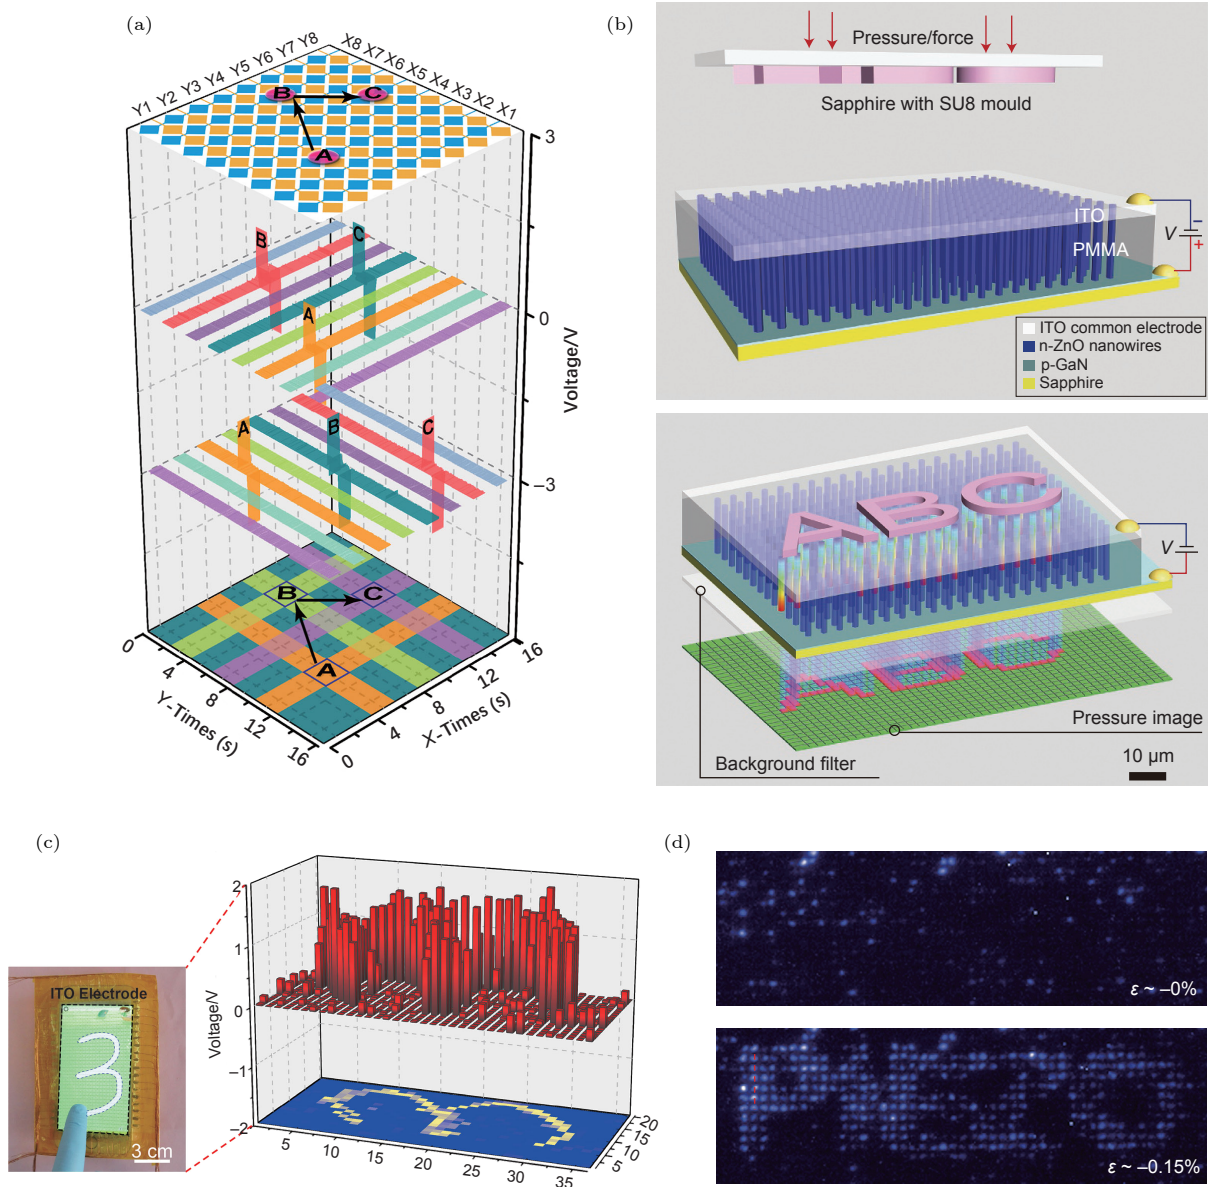 (a)
Y1 Y2 Y3 Y4 Y5 Y6 Y7 Y8
X8 X7 X6 X5 X4 X3 X2 X1
B
C
A
3
0
−3
Voltage/V
B
C
A
A
B
C
B
C
A
0
4
8
12
16
Y-Times (s)
0
4
8
12
16
X-Times (s)
(b)
Pressure/force
Sapphire with SU8 mould
ITO
PMMA
V
−
+
ITO common electrode
n-ZnO nanowires
p-GaN
Sapphire
ABC
V
ABC
Pressure image
Background filter
10 µm
(c)
ITO Electrode
3
3 cm
2
1
0
−1
−2
Voltage/V
5 10 15 20 25 30 35
5
10
15
20
(d)
ε ~ −0%
PIEZO
ε ~ −0.15%